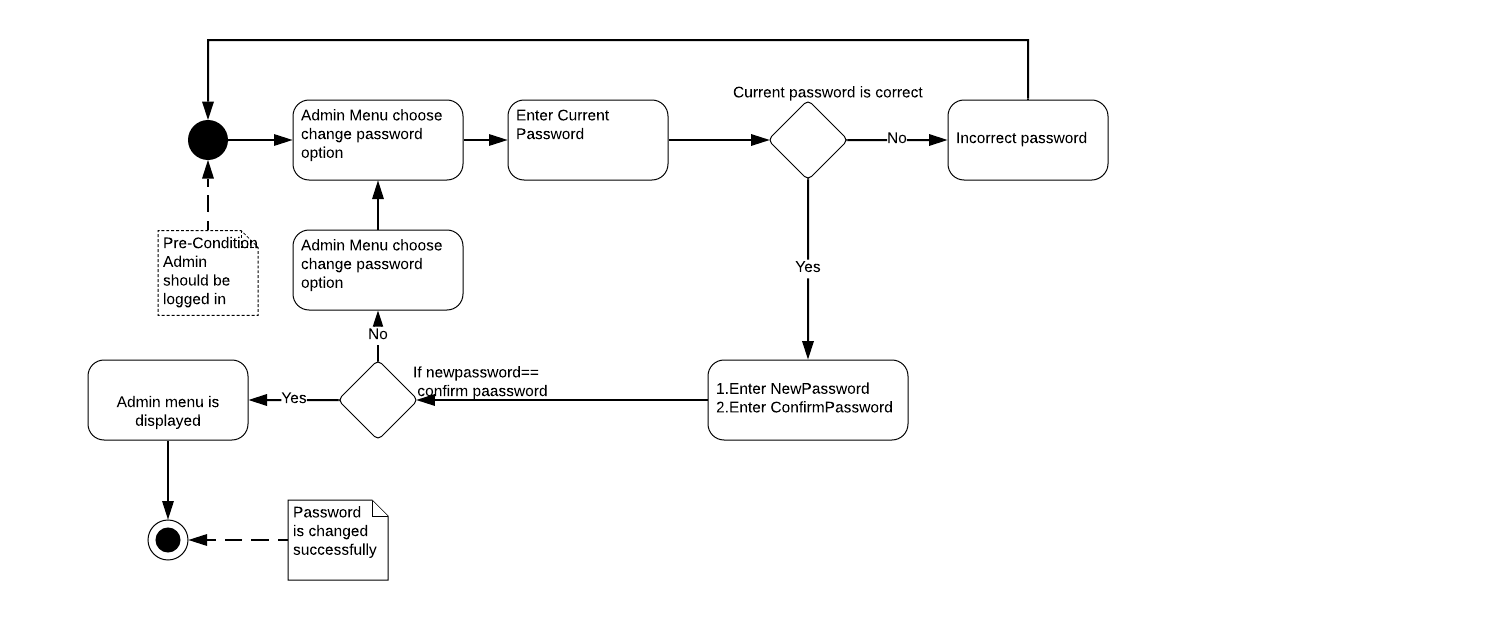 Current password is correct
Admin Menu choose
change password
option
Enter Current
Password
No
Incorrect password
Pre-Condition
Admin
should be
logged in
Admin Menu choose
change password
option
Yes
No
If newpassword==
confirm paassword
Admin menu is
displayed
Yes
1.Enter NewPassword
2.Enter ConfirmPassword
Password
is changed
successfully